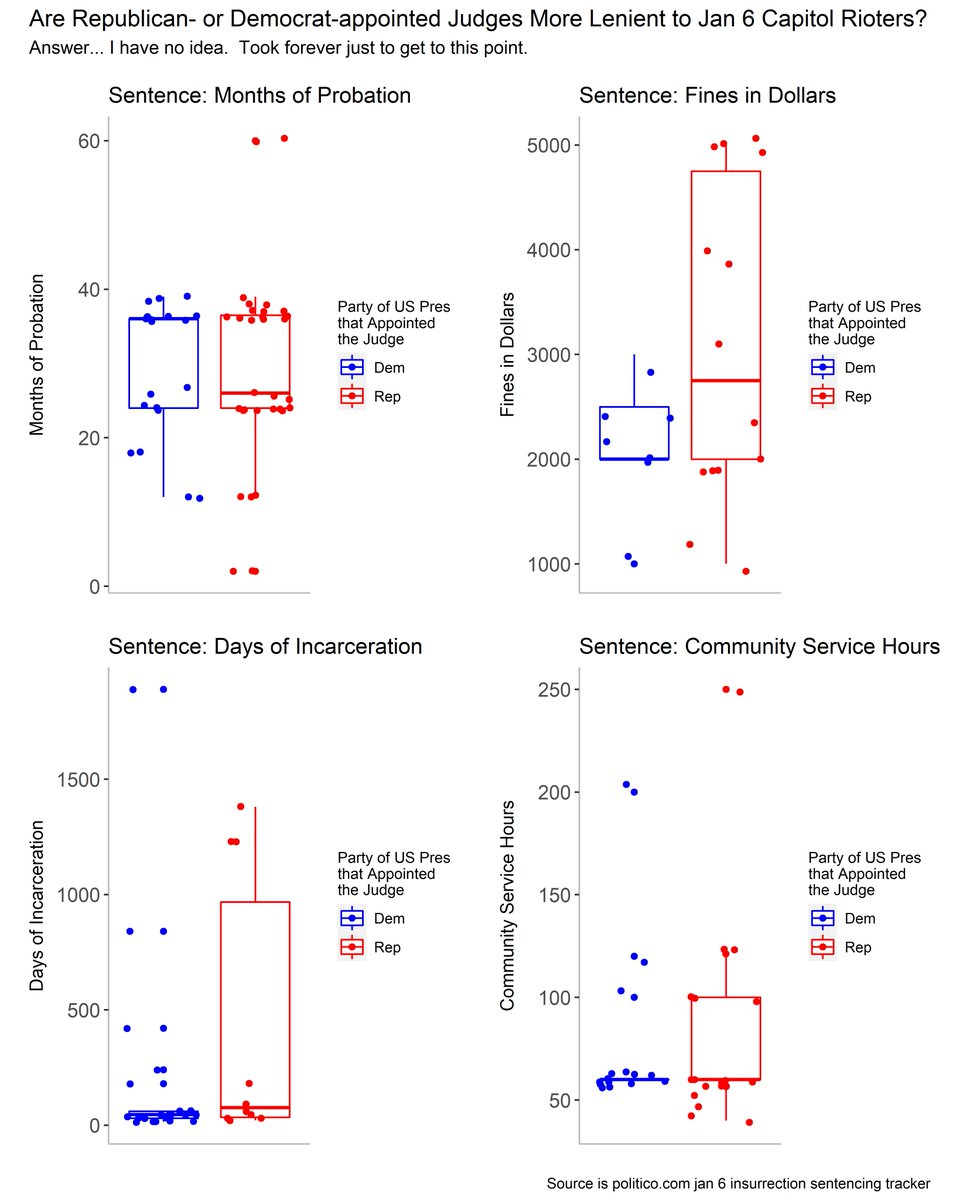 Are Republican- or Democrat-appointed Judges More Lenient to Jan 6 Capitol Rioters?
Answer... I have no idea.  Took forever just to get to this point.
Sentence: Months of Probation
Months of Probation
60
40
20
0
Party of US Pres
that Appointed
the Judge
Dem
Rep
Sentence: Fines in Dollars
Fines in Dollars
5000
4000
3000
2000
1000
Party of US Pres
that Appointed
the Judge
Dem
Rep
Sentence: Days of Incarceration
Days of Incarceration
1500
1000
500
0
Party of US Pres
that Appointed
the Judge
Dem
Rep
Sentence: Community Service Hours
Community Service Hours
250
200
150
100
50
Party of US Pres
that Appointed
the Judge
Dem
Rep
Source is politico.com jan 6 insurrection sentencing tracker